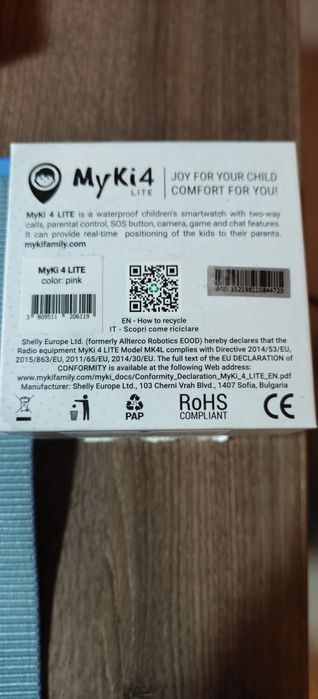 MyKi4
LITE
JOY FOR YOUR CHILD
COMFORT FOR YOU!
MyKi 4 LITE is a waterproof children's smartwatch with two-way
calls, parental control, SOS button, camera, game and chat features.
It can provide real-time positioning of the kids to their parents.
mykifamily.com
MyKi 4 LITE
color: pink
3 809511 206119
EN - How to recycle
IT - Scopri come riciclare
Shelly Europe Ltd. (formerly Allterco Robotics EOOD) hereby declares that the
Radio equipment MyKi 4 LITE Model MK4L complies with Directive 2014/53/EU,
2015/863/EU, 2011/65/EU, 2014/30/EU. The full text of the EU DECLARATION OF
CONFORMITY is available at the following Web address:
www.mykifamily.com/myki_docs/Conformity_Declaration_MyKi_4_LITE_EN.pdf
Manufacturer: Shelly Europe Ltd., 103 Cherni Vrah Blvd., 1407 Sofia, Bulgaria
PAP
RoHS
COMPLIANT
CE